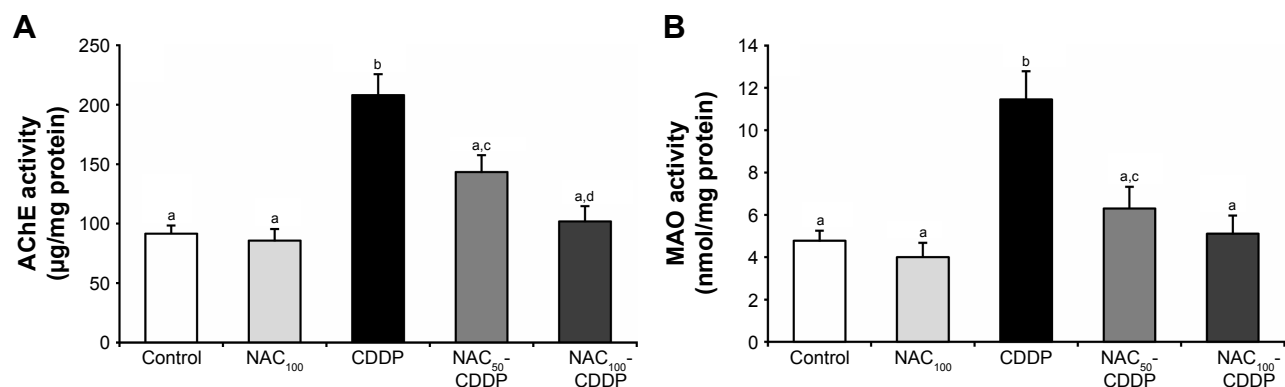 A
AChE activity
(µg/mg protein)
250
200
150
100
50
0
a
a
b
a,c
a,d
Control
NAC₁₀₀
CDDP
NAC₅₀-
CDDP
NAC₁₀₀-
CDDP
B
MAO activity
(nmol/mg protein)
14
12
10
8
6
4
2
0
a
a
b
a,c
a
Control
NAC₁₀₀
CDDP
NAC₅₀-
CDDP
NAC₁₀₀-
CDDP